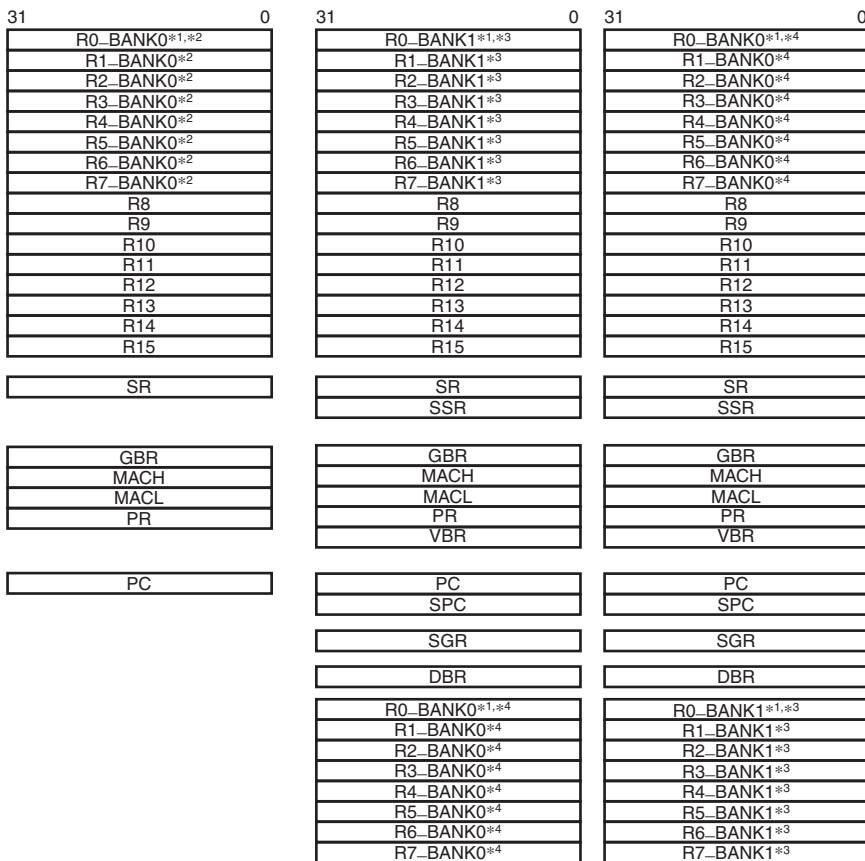 31 0
R0_BANK0*1,*2
R1_BANK0*2
R2_BANK0*2
R3_BANK0*2
R4_BANK0*2
R5_BANK0*2
R6_BANK0*2
R7_BANK0*2
R8
R9
R10
R11
R12
R13
R14
R15
SR
GBR
MACH
MACL
PR
PC
31 0
R0_BANK1*1,*3
R1_BANK1*3
R2_BANK1*3
R3_BANK1*3
R4_BANK1*3
R5_BANK1*3
R6_BANK1*3
R7_BANK1*3
R8
R9
R10
R11
R12
R13
R14
R15
SR
SSR
GBR
MACH
MACL
PR
VBR
PC
SPC
SGR
DBR
R0_BANK0*1,*4
R1_BANK0*4
R2_BANK0*4
R3_BANK0*4
R4_BANK0*4
R5_BANK0*4
R6_BANK0*4
R7_BANK0*4
31 0
R0_BANK0*1,*4
R1_BANK0*4
R2_BANK0*4
R3_BANK0*4
R4_BANK0*4
R5_BANK0*4
R6_BANK0*4
R7_BANK0*4
R8
R9
R10
R11
R12
R13
R14
R15
SR
SSR
GBR
MACH
MACL
PR
VBR
PC
SPC
SGR
DBR
R0_BANK1*1,*3
R1_BANK1*3
R2_BANK1*3
R3_BANK1*3
R4_BANK1*3
R5_BANK1*3
R6_BANK1*3
R7_BANK1*3